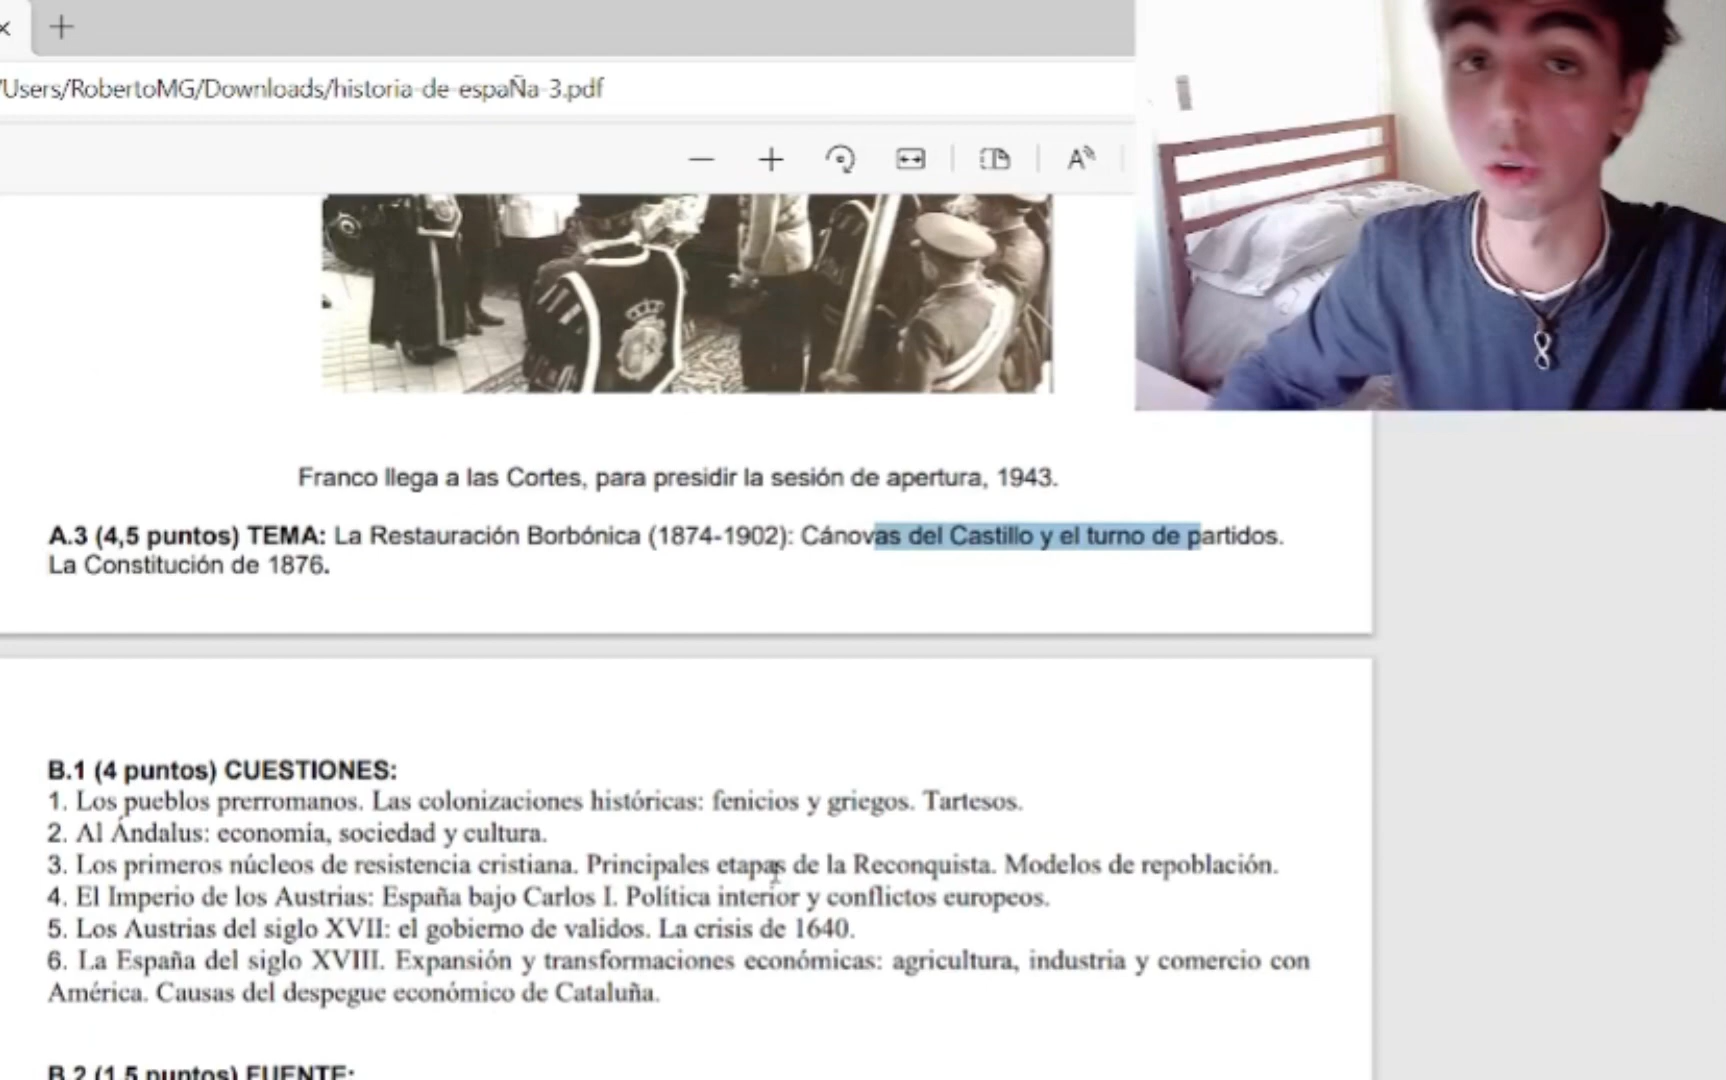 /Users/RobertoMG/Downloads/historia-de-espaÑa-3.pdf
Franco llega a las Cortes, para presidir la sesión de apertura, 1943.
A.3 (4,5 puntos) TEMA: La Restauración Borbónica (1874-1902): Cánovas del Castillo y el turno de partidos.
La Constitución de 1876.
B.1 (4 puntos) CUESTIONES:
1. Los pueblos prerromanos. Las colonizaciones históricas: fenicios y griegos. Tartesos.
2. Al Ándalus: economía, sociedad y cultura.
3. Los primeros núcleos de resistencia cristiana. Principales etapas de la Reconquista. Modelos de repoblación.
4. El Imperio de los Austrias: España bajo Carlos I. Política interior y conflictos europeos.
5. Los Austrias del siglo XVII: el gobierno de validos. La crisis de 1640.
6. La España del siglo XVIII. Expansión y transformaciones económicas: agricultura, industria y comercio con
América. Causas del despegue económico de Cataluña.
B.2 (1,5 puntos) FUENTE: